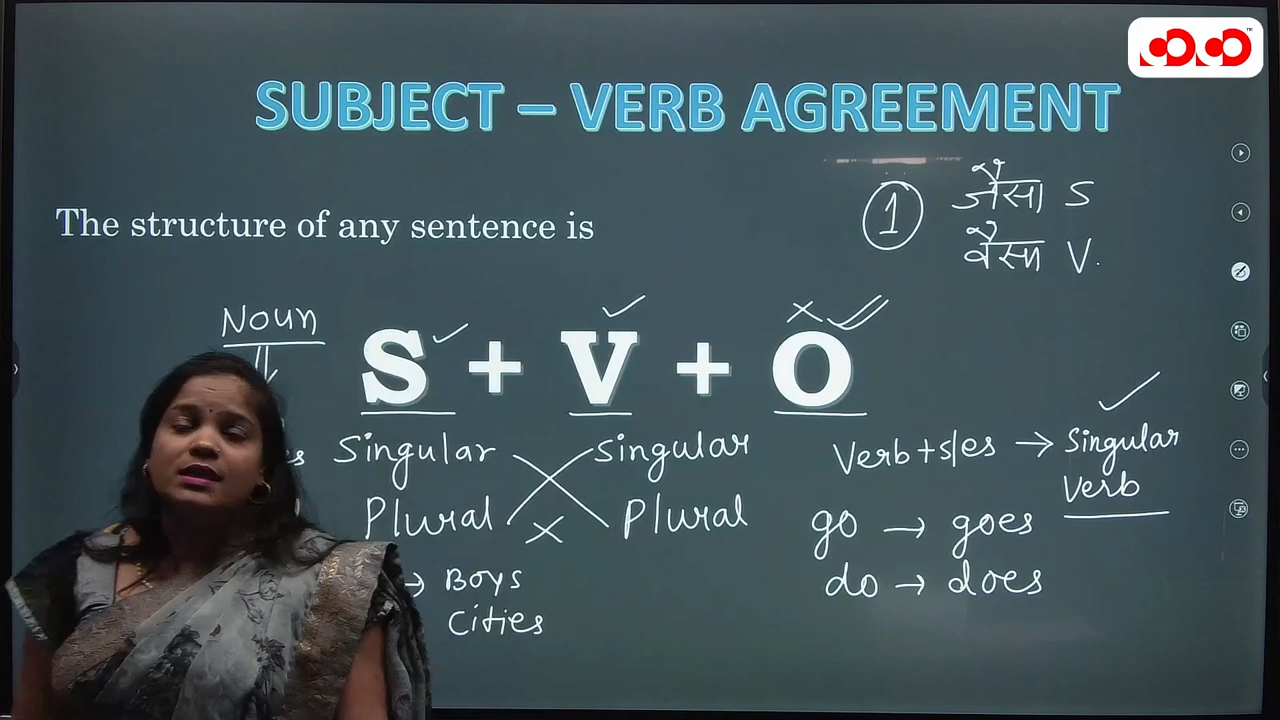 SUBJECT – VERB AGREEMENT
1 जैसा S
वैसा V.
The structure of any sentence is
Noun
S + V + O
Singular Singular
Plural Plural
Verb + s/es → Singular
Verb
go → goes
do → does
→ Boys
Cities